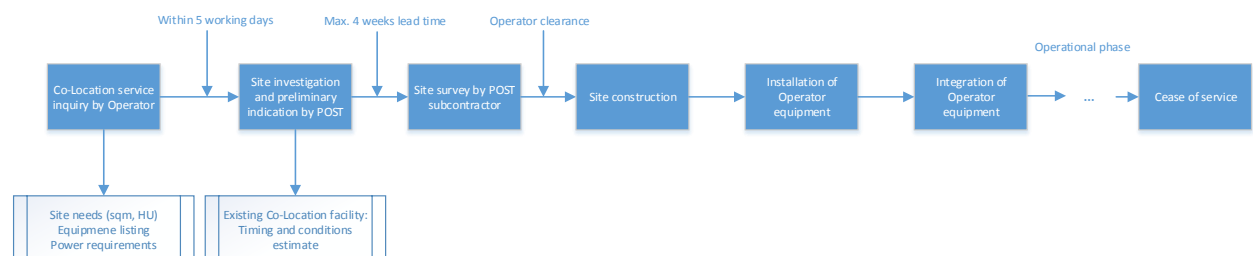 Within 5 working days
Max. 4 weeks lead time
Operator clearance
Operational phase
Co-Location service
inquiry by Operator
Site investigation
and preliminary
indication by POST
Site survey by POST
subcontractor
Site construction
Installation of
Operator
equipment
Integration of
Operator
equipment
...
Cease of service
Site needs (sqm, HU)
Equipmene listing
Power requirements
Existing Co-Location facility:
Timing and conditions
estimate